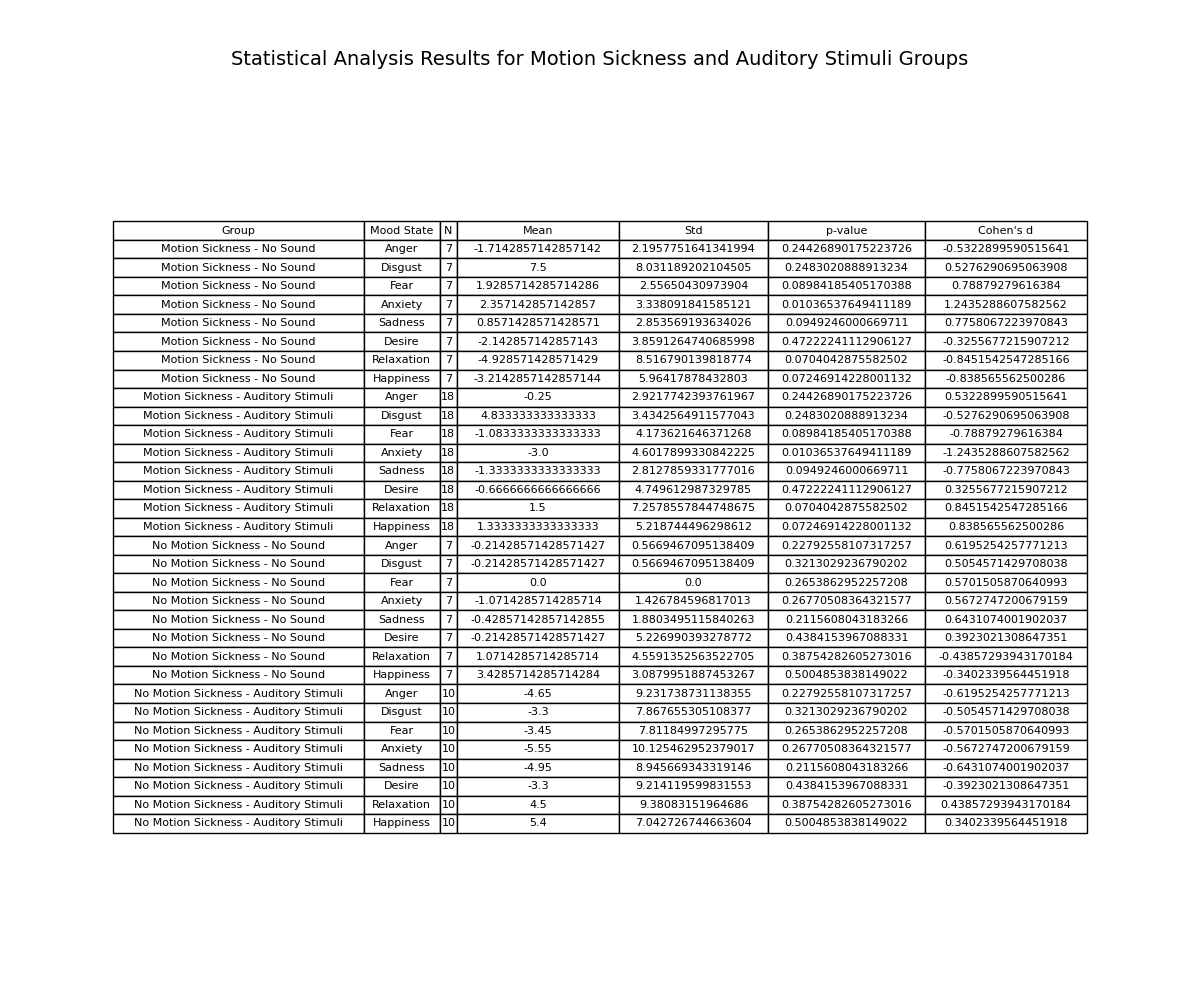 Statistical Analysis Results for Motion Sickness and Auditory Stimuli Groups
Group Mood State N Mean Std p-value Cohen's d
Motion Sickness - No Sound Anger 7 -1.7142857142857142 2.1957751641341994 0.24426890175223726 -0.5322899590515641
Motion Sickness - No Sound Disgust 7 7.5 8.031189202104505 0.2483020888913234 0.5276290695063908
Motion Sickness - No Sound Fear 7 1.9285714285714286 2.55650430973904 0.08984185405170388 0.78879279616384
Motion Sickness - No Sound Anxiety 7 2.357142857142857 3.338091841585121 0.01036537649411189 1.2435288607582562
Motion Sickness - No Sound Sadness 7 0.8571428571428571 2.853569193634026 0.0949246000669711 0.7758067223970843
Motion Sickness - No Sound Desire 7 -2.142857142857143 3.8591264740685998 0.47222241112906127 -0.3255677215907212
Motion Sickness - No Sound Relaxation 7 -4.928571428571429 8.516790139818774 0.0704042875582502 -0.8451542547285166
Motion Sickness - No Sound Happiness 7 -3.2142857142857144 5.96417878432803 0.07246914228001132 -0.838565562500286
Motion Sickness - Auditory Stimuli Anger 18 -0.25 2.9217742393761967 0.24426890175223726 0.5322899590515641
Motion Sickness - Auditory Stimuli Disgust 18 4.833333333333333 3.4342564911577043 0.2483020888913234 -0.5276290695063908
Motion Sickness - Auditory Stimuli Fear 18 -1.0833333333333333 4.173621646371268 0.08984185405170388 -0.78879279616384
Motion Sickness - Auditory Stimuli Anxiety 18 -3.0 4.6017899330842225 0.01036537649411189 -1.2435288607582562
Motion Sickness - Auditory Stimuli Sadness 18 -1.3333333333333333 2.8127859331777016 0.0949246000669711 -0.7758067223970843
Motion Sickness - Auditory Stimuli Desire 18 -0.6666666666666666 4.749612987329785 0.47222241112906127 0.3255677215907212
Motion Sickness - Auditory Stimuli Relaxation 18 1.5 7.2578557844748675 0.0704042875582502 0.8451542547285166
Motion Sickness - Auditory Stimuli Happiness 18 1.3333333333333333 5.218744496298612 0.07246914228001132 0.838565562500286
No Motion Sickness - No Sound Anger 7 -0.21428571428571427 0.5669467095138409 0.22792558107317257 0.6195254257771213
No Motion Sickness - No Sound Disgust 7 -0.21428571428571427 0.5669467095138409 0.3213029236790202 0.5054571429708038
No Motion Sickness - No Sound Fear 7 0.0 0.0 0.2653862952257208 0.5701505870640993
No Motion Sickness - No Sound Anxiety 7 -1.0714285714285714 1.426784596817013 0.26770508364321577 0.5672747200679159
No Motion Sickness - No Sound Sadness 7 -0.42857142857142855 1.8803495115840263 0.2115608043183266 0.6431074001902037
No Motion Sickness - No Sound Desire 7 -0.21428571428571427 5.226990393278772 0.4384153967088331 0.3923021308647351
No Motion Sickness - No Sound Relaxation 7 1.0714285714285714 4.5591352563522705 0.38754282605273016 -0.43857293943170184
No Motion Sickness - No Sound Happiness 7 3.4285714285714284 3.0879951887453267 0.5004853838149022 -0.3402339564451918
No Motion Sickness - Auditory Stimuli Anger 10 -4.65 9.231738731138355 0.22792558107317257 -0.6195254257771213
No Motion Sickness - Auditory Stimuli Disgust 10 -3.3 7.867655305108377 0.3213029236790202 -0.5054571429708038
No Motion Sickness - Auditory Stimuli Fear 10 -3.45 7.81184997295775 0.2653862952257208 -0.5701505870640993
No Motion Sickness - Auditory Stimuli Anxiety 10 -5.55 10.125462952379017 0.26770508364321577 -0.5672747200679159
No Motion Sickness - Auditory Stimuli Sadness 10 -4.95 8.945669343319146 0.2115608043183266 -0.6431074001902037
No Motion Sickness - Auditory Stimuli Desire 10 -3.3 9.214119599831553 0.4384153967088331 -0.3923021308647351
No Motion Sickness - Auditory Stimuli Relaxation 10 4.5 9.38083151964686 0.38754282605273016 0.43857293943170184
No Motion Sickness - Auditory Stimuli Happiness 10 5.4 7.042726744663604 0.5004853838149022 0.3402339564451918